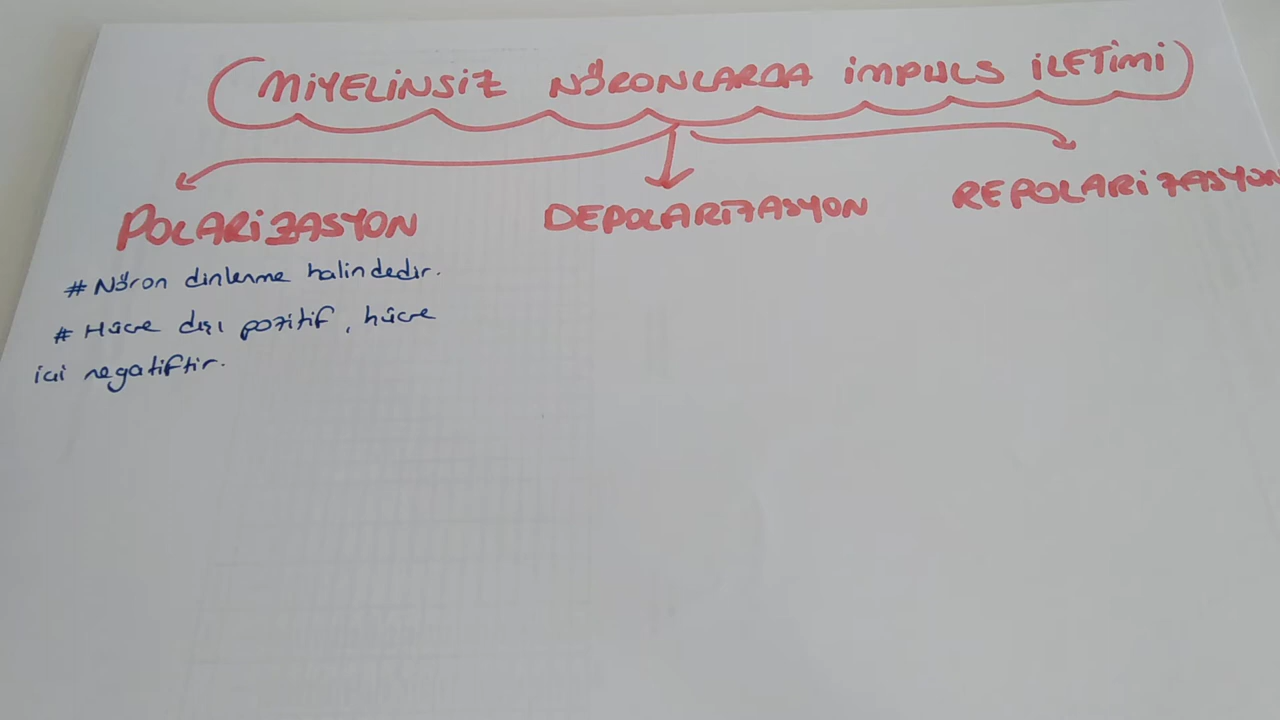 (MİYELİNSİZ NÖRONLARDA İMPULS İLETİMİ)
POLARİZASYON
DEPOLARİZASYON
REPOLARİZASYON
# Nöron dinlenme halindedir.
# Hücre dışı pozitif, hücre
içi negatiftir.